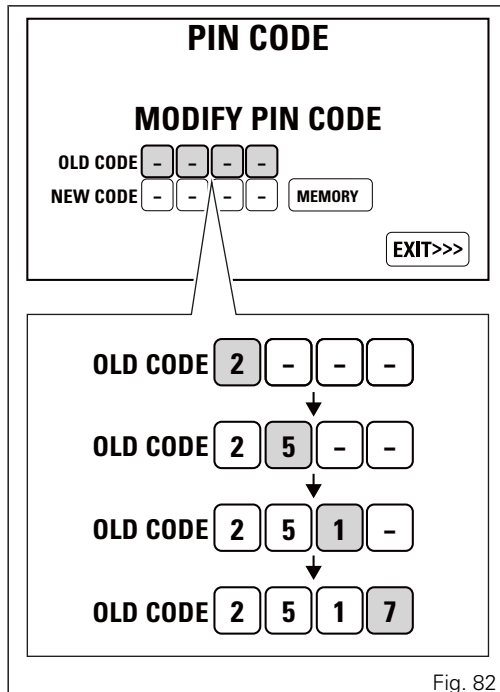 PIN CODE
MODIFY PIN CODE
OLD CODE - - - -
NEW CODE - - - - MEMORY
EXIT>>>
OLD CODE 2 - - -
OLD CODE 2 5 - -
OLD CODE 2 5 1 -
OLD CODE 2 5 1 7
Fig. 82